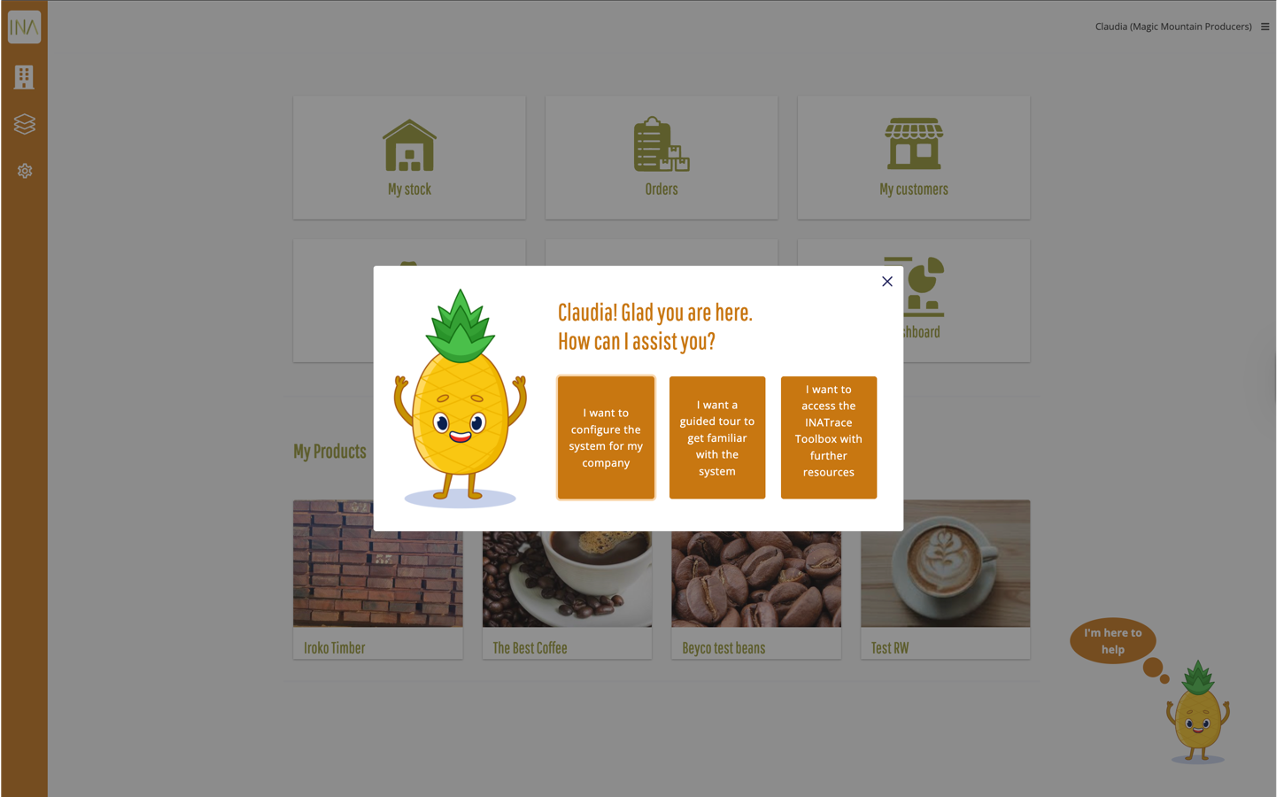 INA
Claudia (Magic Mountain Producers)
My stock
Orders
My customers
shboard
Claudia! Glad you are here.
How can I assist you?
I want to
configure the
system for my
company
I want a
guided tour to
get familiar
with the
system
I want to
access the
INATrace
Toolbox with
further
resources
My Products
Iroko Timber
The Best Coffee
Beyco test beans
Test RW
I'm here to
help